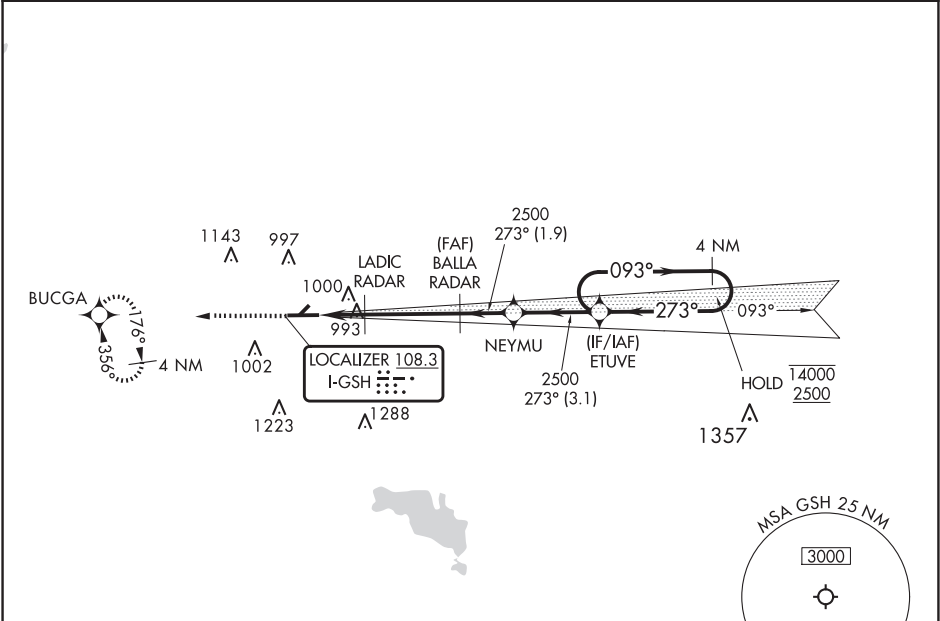 2500
273° (1.9)
1143
997
(FAF)
BALLA
RADAR
4 NM
LADIC
RADAR
093°
1000
BUCGA
176°
356°
4 NM
993
273°
093°
NEYMU
(IF/IAF)
ETUVE
1002
LOCALIZER 108.3
I-GSH
2500
273° (3.1)
HOLD
14000
2500
1223
1288
1357
MSA GSH 25 NM
3000